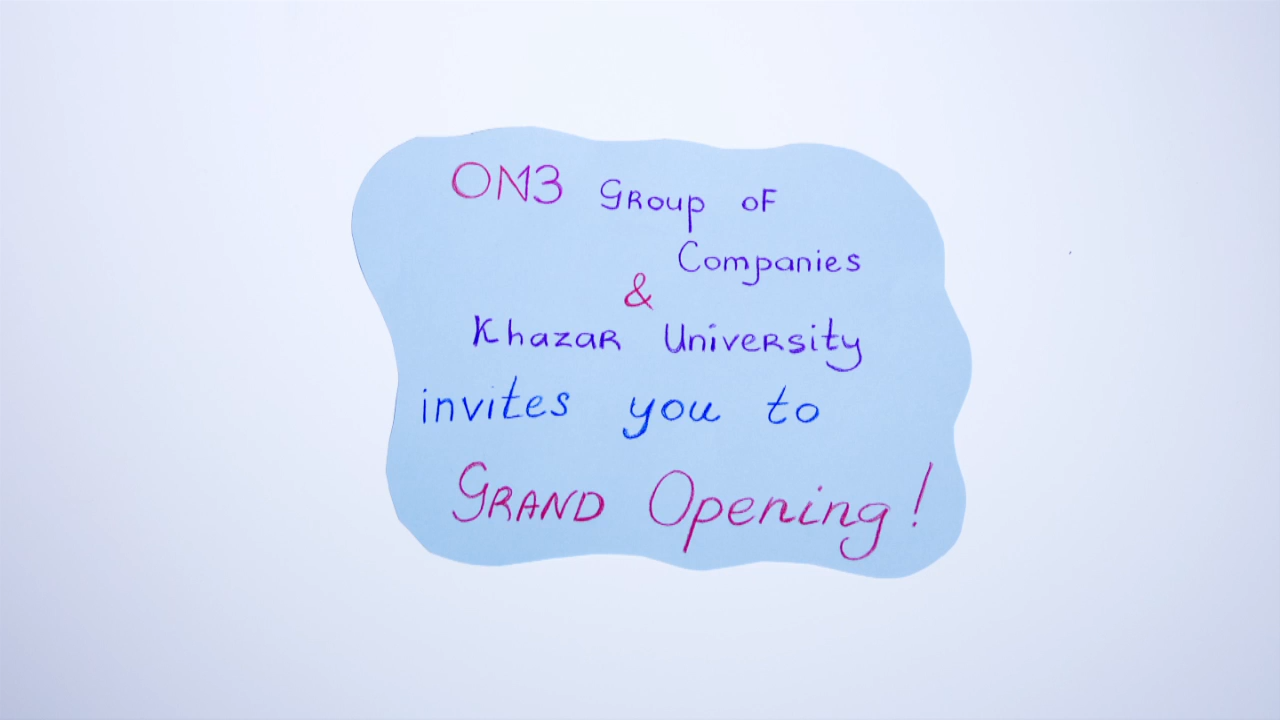 ON3 Group of
Companies
&
Khazar University
invites you to
GRAND Opening!